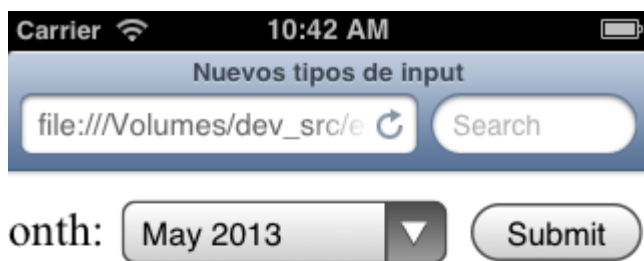 Carrier 10:42 AM
Nuevos tipos de input
file:///Volumes/dev_src/e Search
onth: May 2013 Submit